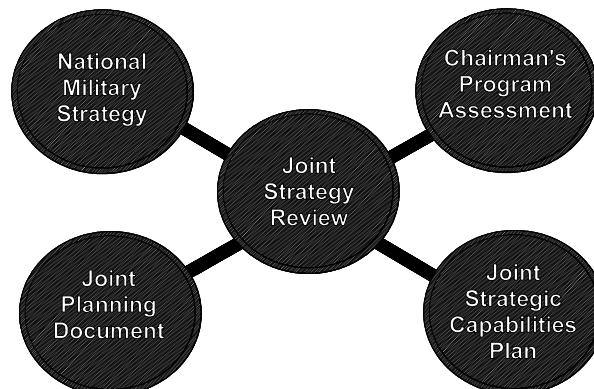 National
Military
Strategy
Chairman's
Program
Assessment
Joint
Strategy
Review
Joint
Planning
Document
Joint
Strategic
Capabilities
Plan